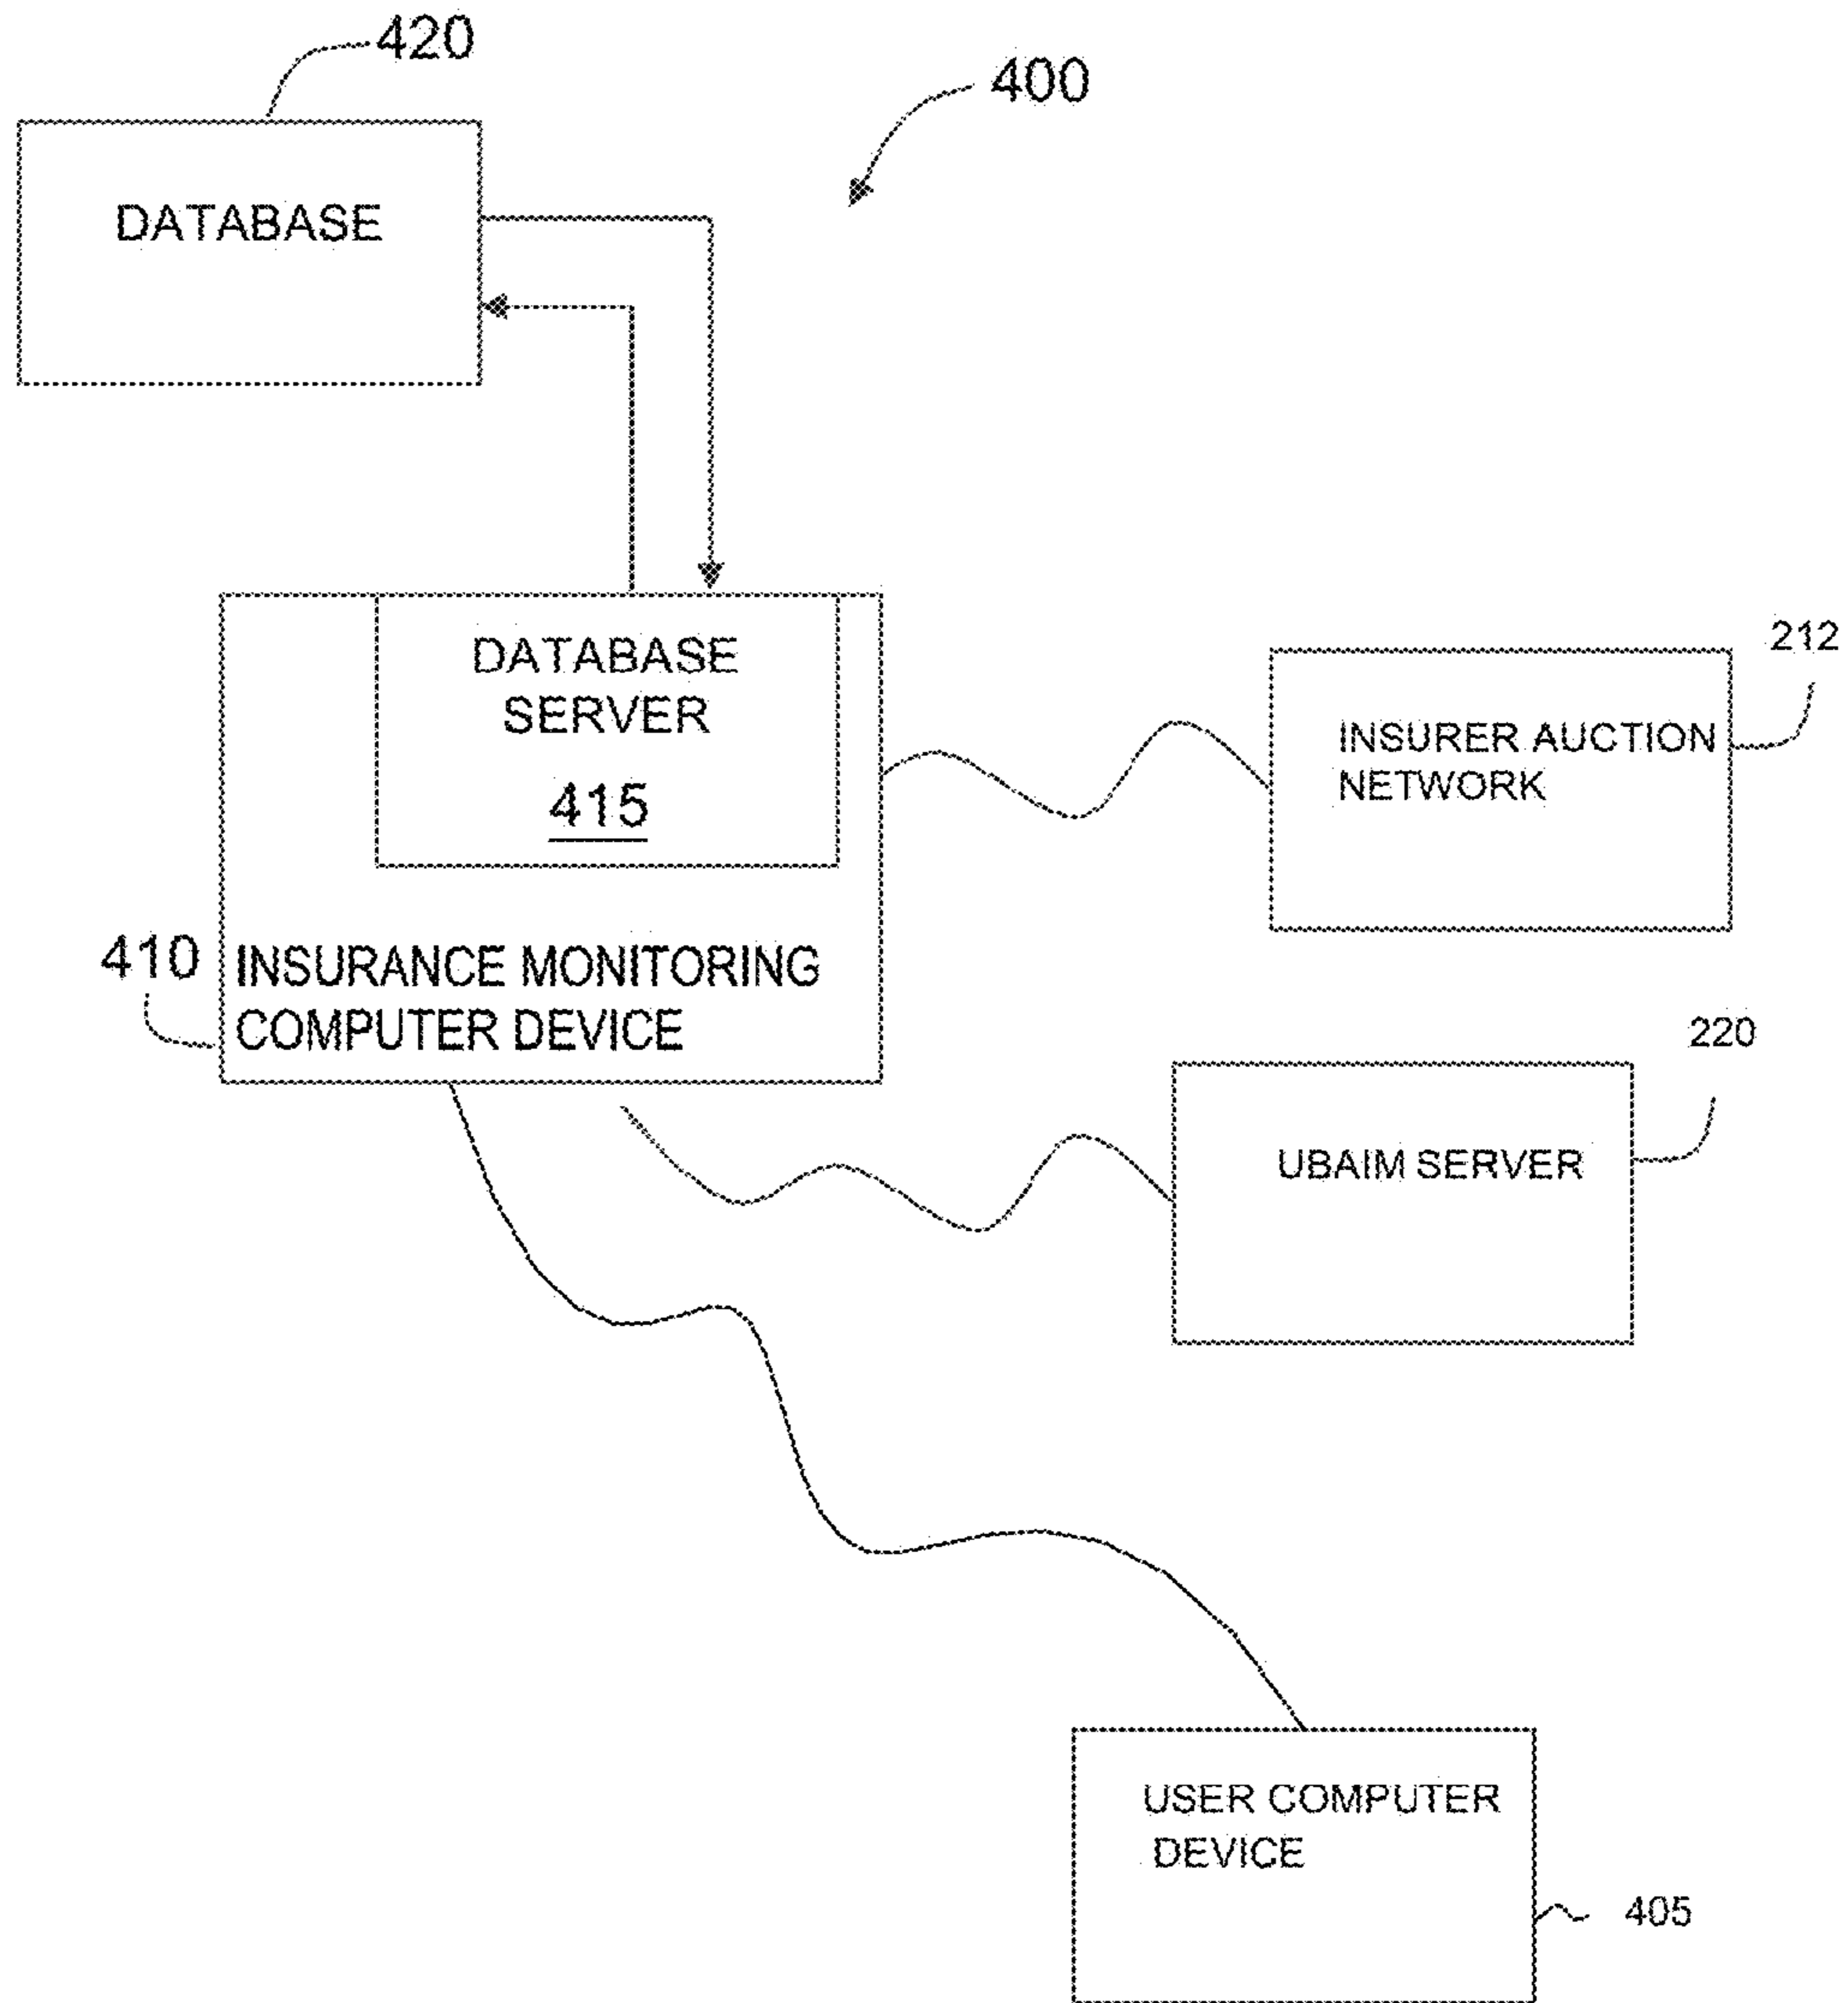 420
400
DATABASE
DATABASE
SERVER
415
212
INSURER AUCTION
NETWORK
410
INSURANCE MONITORING
COMPUTER DEVICE
220
UBAIM SERVER
USER COMPUTER
DEVICE
405